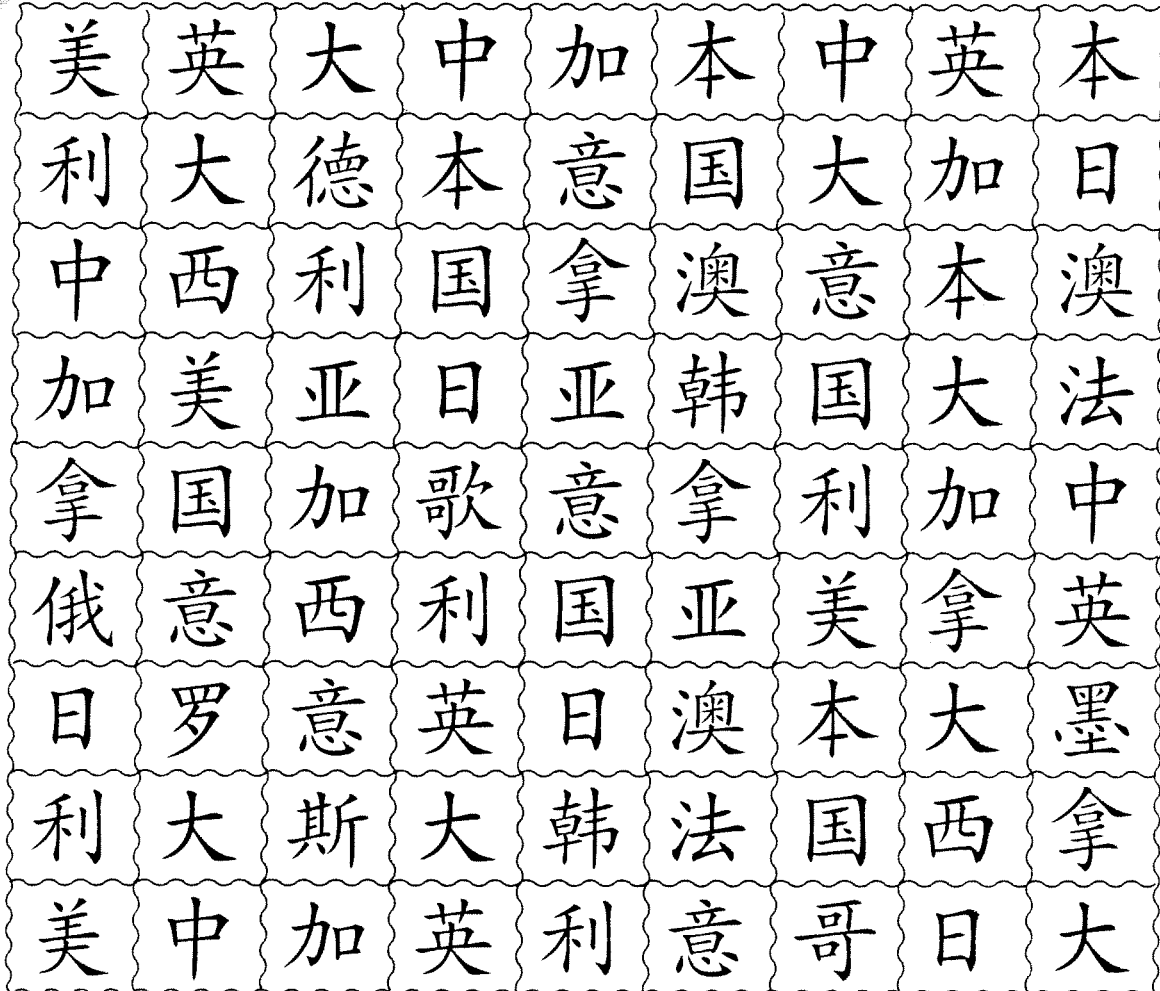 美 英 大 中 加 本 中 英 本
利 大 德 本 意 国 大 加 日
中 西 利 国 拿 澳 意 本 澳
加 美 亚 日 亚 韩 国 大 法
拿 国 加 歌 意 拿 利 加 中
俄 意 西 利 国 亚 美 拿 英
日 罗 意 英 日 澳 本 大 墨
利 大 斯 大 韩 法 国 西 拿
美 中 加 英 利 意 哥 日 大